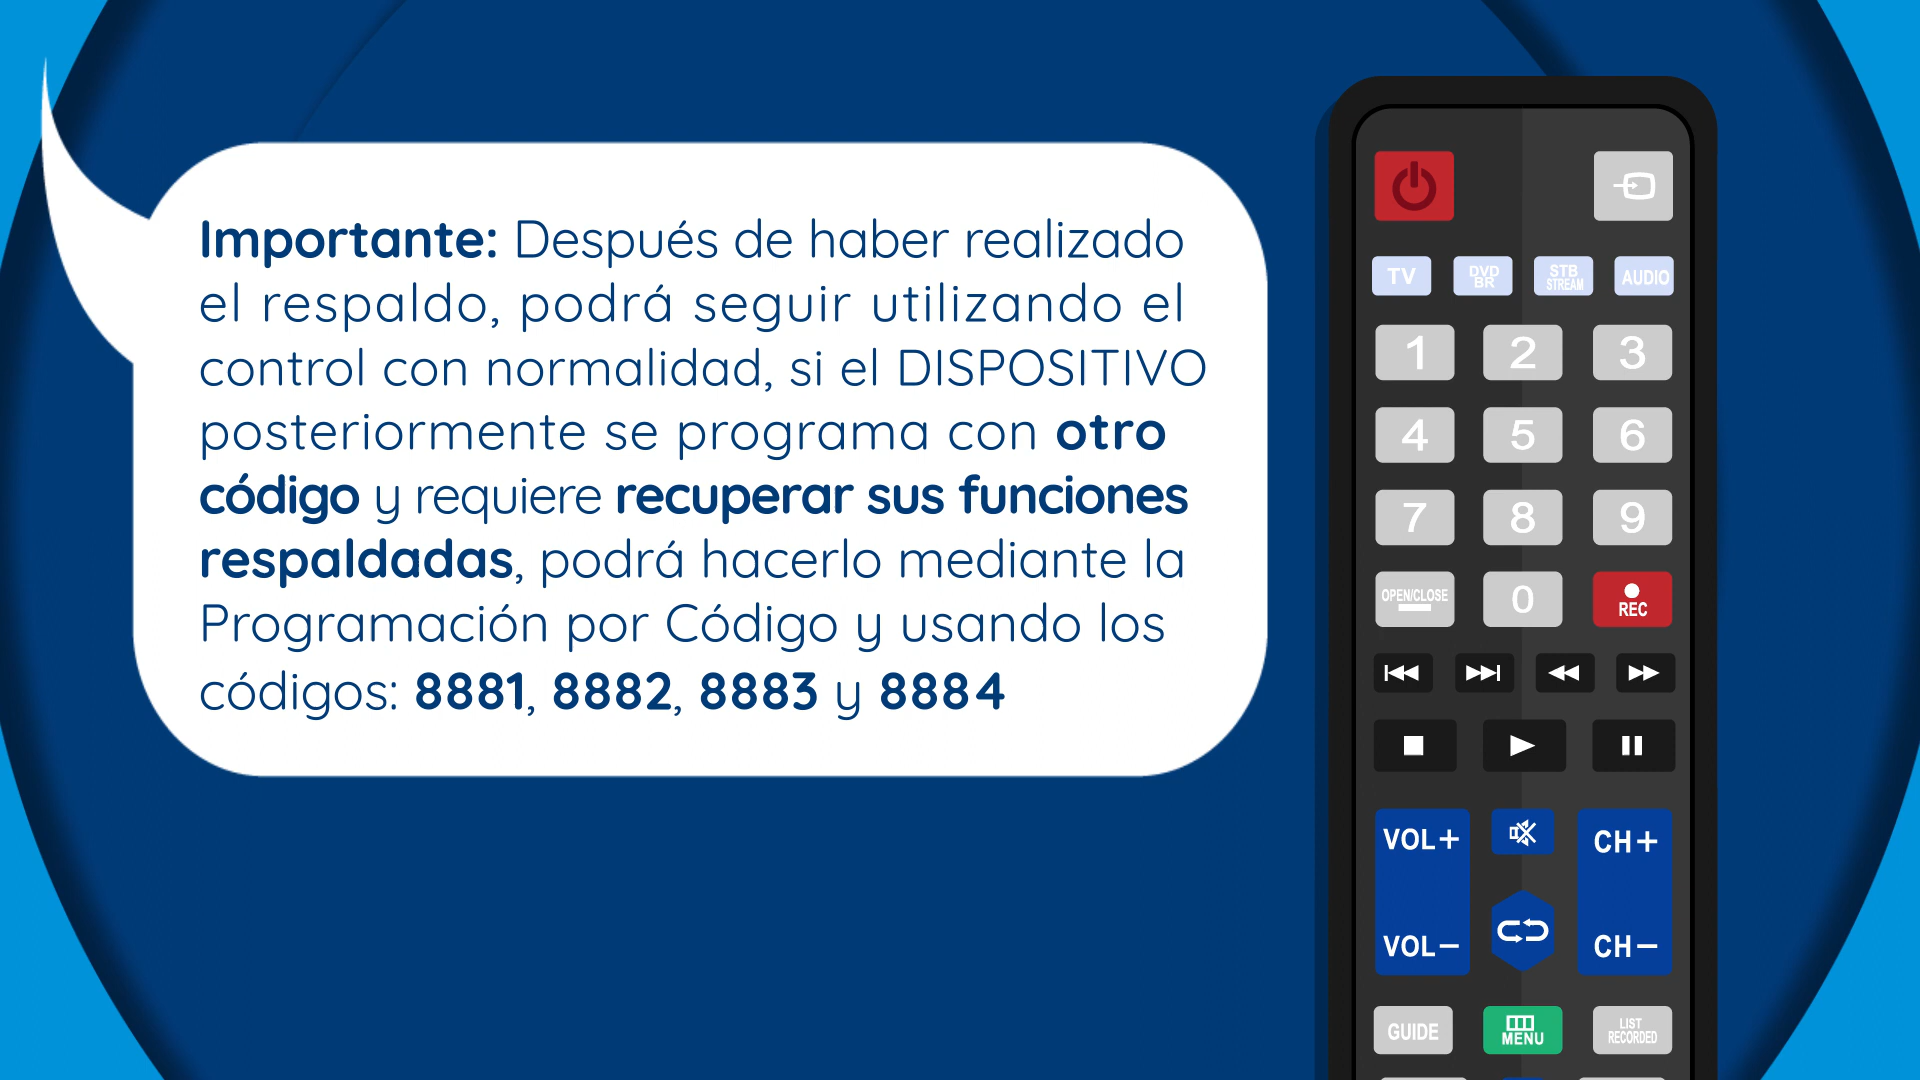 Importante: Después de haber realizado
el respaldo, podrá seguir utilizando el
control con normalidad, si el DISPOSITIVO
posteriormente se programa con otro
código y requiere recuperar sus funciones
respaldadas, podrá hacerlo mediante la
Programación por Código y usando los
códigos: 8881, 8882, 8883 y 8884
TV DVD BR STB STREAM AUDIO
1 2 3
4 5 6
7 8 9
OPEN/CLOSE 0 REC
VOL+ CH+
VOL− CH−
GUIDE MENU LIST RECORDED